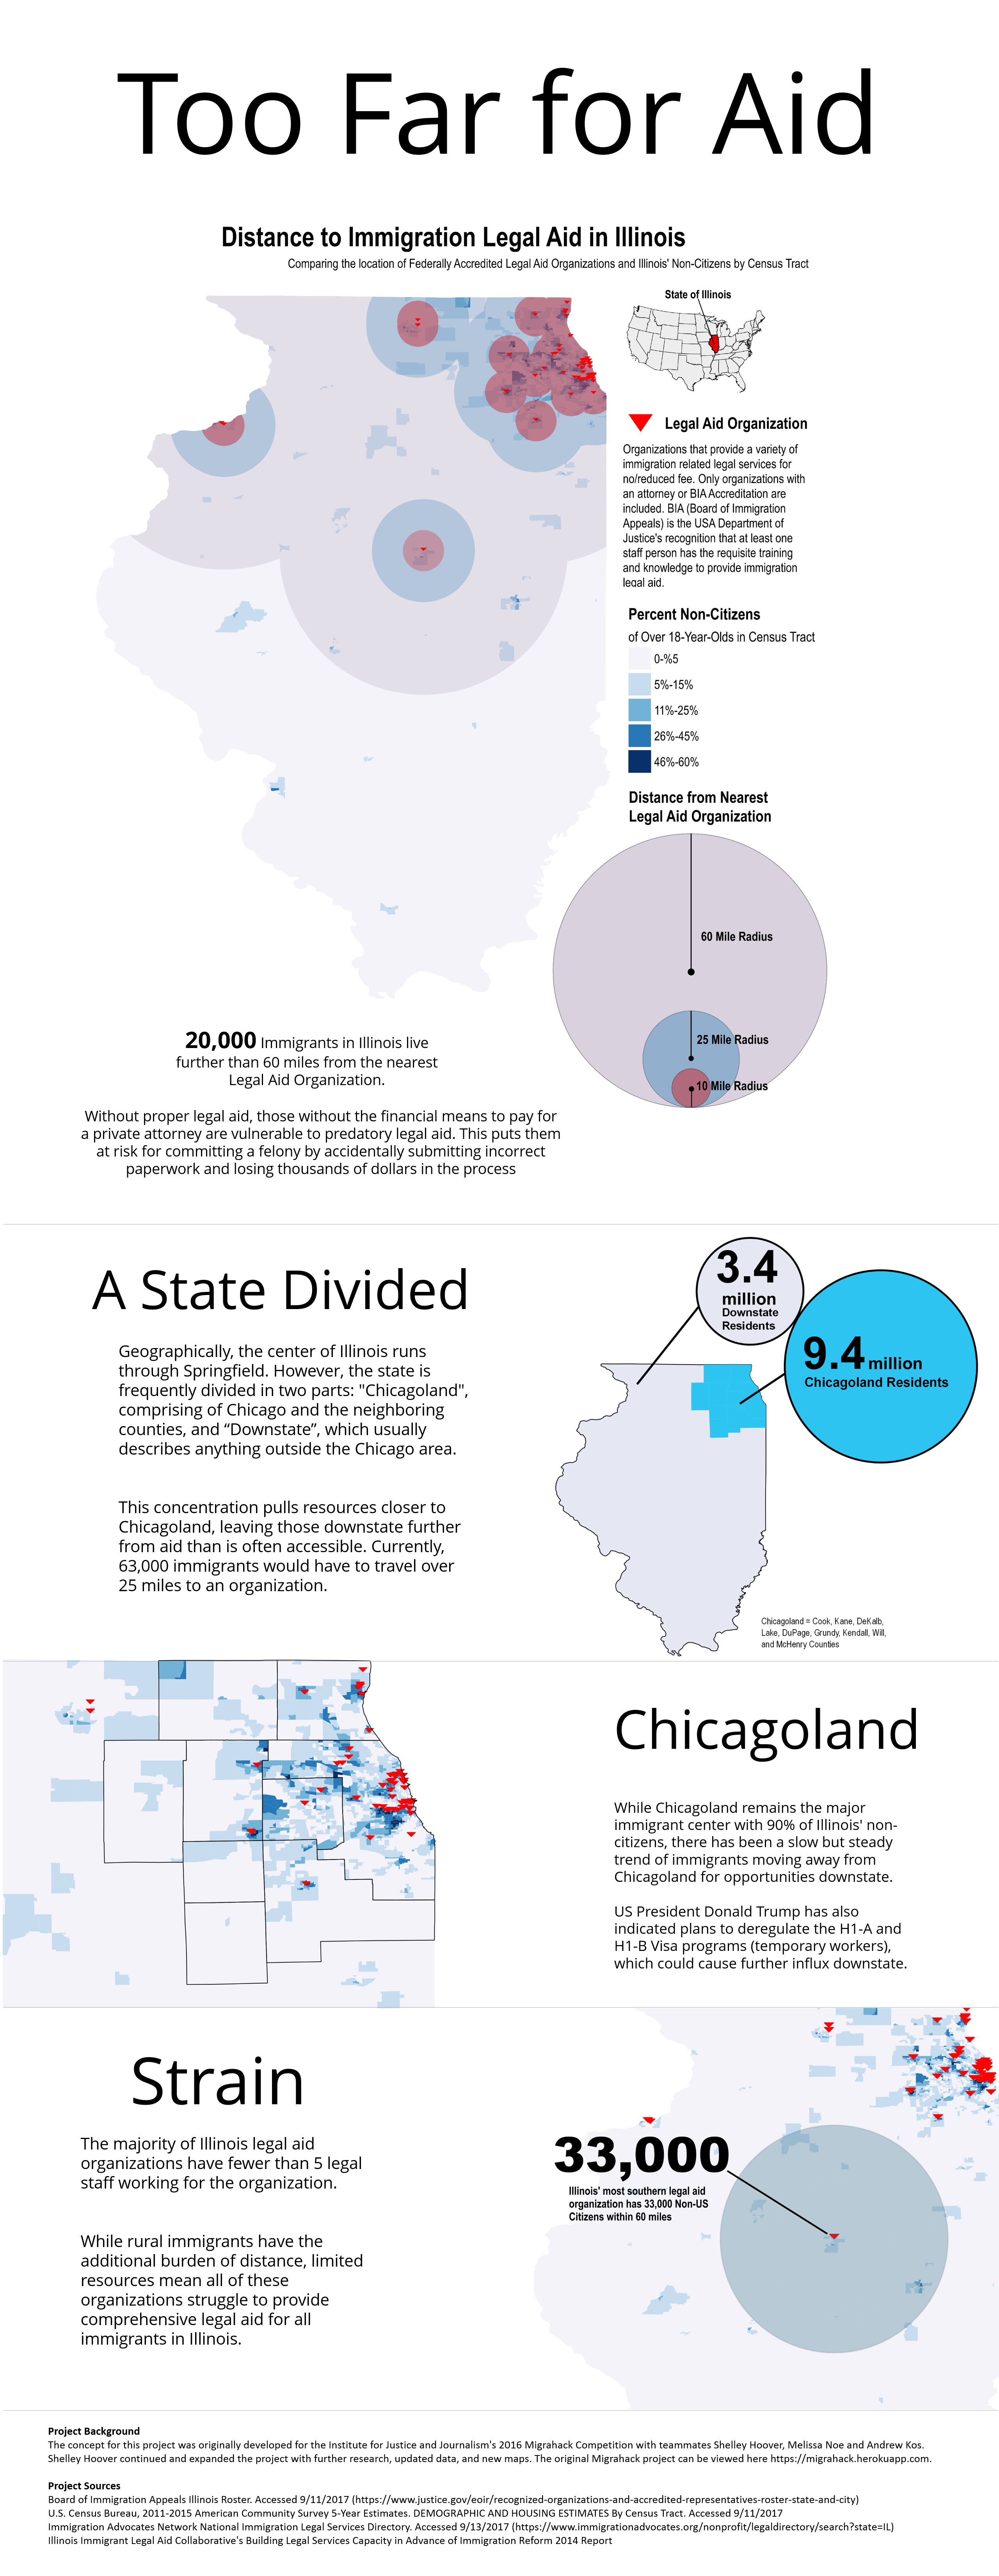 Too Far for Aid
Distance to Immigration Legal Aid in Illinois
Comparing the location of Federally Accredited Legal Aid Organizations and Illinois' Non-Citizens by Census Tract
State of Illinois
Legal Aid Organization
Organizations that provide a variety of
immigration related legal services for
no/reduced fee. Only organizations with
an attorney or BIA Accreditation are
included. BIA (Board of Immigration
Appeals) is the USA Department of
Justice's recognition that at least one
staff person has the requisite training
and knowledge to provide immigration
legal aid.
Percent Non-Citizens
of Over 18-Year-Olds in Census Tract
0-%5
5%-15%
11%-25%
26%-45%
46%-60%
Distance from Nearest
Legal Aid Organization
60 Mile Radius
25 Mile Radius
10 Mile Radius
20,000 Immigrants in Illinois live
further than 60 miles from the nearest
Legal Aid Organization.
Without proper legal aid, those without the financial means to pay for
a private attorney are vulnerable to predatory legal aid. This puts them
at risk for committing a felony by accidentally submitting incorrect
paperwork and losing thousands of dollars in the process
A State Divided
Geographically, the center of Illinois runs
through Springfield. However, the state is
frequently divided in two parts: "Chicagoland",
comprising of Chicago and the neighboring
counties, and “Downstate”, which usually
describes anything outside the Chicago area.
This concentration pulls resources closer to
Chicagoland, leaving those downstate further
from aid than is often accessible. Currently,
63,000 immigrants would have to travel over
25 miles to an organization.
3.4
million
Downstate
Residents
9.4 million
Chicagoland Residents
Chicagoland = Cook, Kane, DeKalb,
Lake, DuPage, Grundy, Kendall, Will,
and McHenry Counties
Chicagoland
While Chicagoland remains the major
immigrant center with 90% of Illinois' non-
citizens, there has been a slow but steady
trend of immigrants moving away from
Chicagoland for opportunities downstate.
US President Donald Trump has also
indicated plans to deregulate the H1-A and
H1-B Visa programs (temporary workers),
which could cause further influx downstate.
Strain
The majority of Illinois legal aid
organizations have fewer than 5 legal
staff working for the organization.
While rural immigrants have the
additional burden of distance, limited
resources mean all of these
organizations struggle to provide
comprehensive legal aid for all
immigrants in Illinois.
33,000
Illinois' most southern legal aid
organization has 33,000 Non-US
Citizens within 60 miles
Project Background
The concept for this project was originally developed for the Institute for Justice and Journalism's 2016 Migrahack Competition with teammates Shelley Hoover, Melissa Noe and Andrew Kos.
Shelley Hoover continued and expanded the project with further research, updated data, and new maps. The original Migrahack project can be viewed here https://migrahack.herokuapp.com.
Project Sources
Board of Immigration Appeals Illinois Roster. Accessed 9/11/2017 (https://www.justice.gov/eoir/recognized-organizations-and-accredited-representatives-roster-state-and-city)
U.S. Census Bureau, 2011-2015 American Community Survey 5-Year Estimates. DEMOGRAPHIC AND HOUSING ESTIMATES By Census Tract. Accessed 9/11/2017
Immigration Advocates Network National Immigration Legal Services Directory. Accessed 9/13/2017 (https://www.immigrationadvocates.org/nonprofit/legaldirectory/search?state=IL)
Illinois Immigrant Legal Aid Collaborative's Building Legal Services Capacity in Advance of Immigration Reform 2014 Report